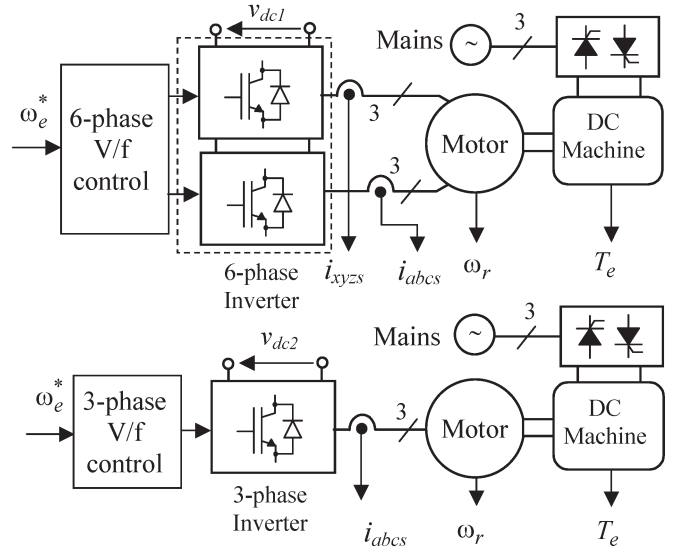 v_dc1
3
Mains
~
ω_e^*
6-phase
V/f
control
3
Motor
DC
Machine
3
6-phase
Inverter
i_xyzs
i_abcs
ω_r
T_e
v_dc2
3
Mains
~
ω_e^*
3-phase
V/f
control
3
Motor
DC
Machine
3-phase
Inverter
i_abcs
ω_r
T_e